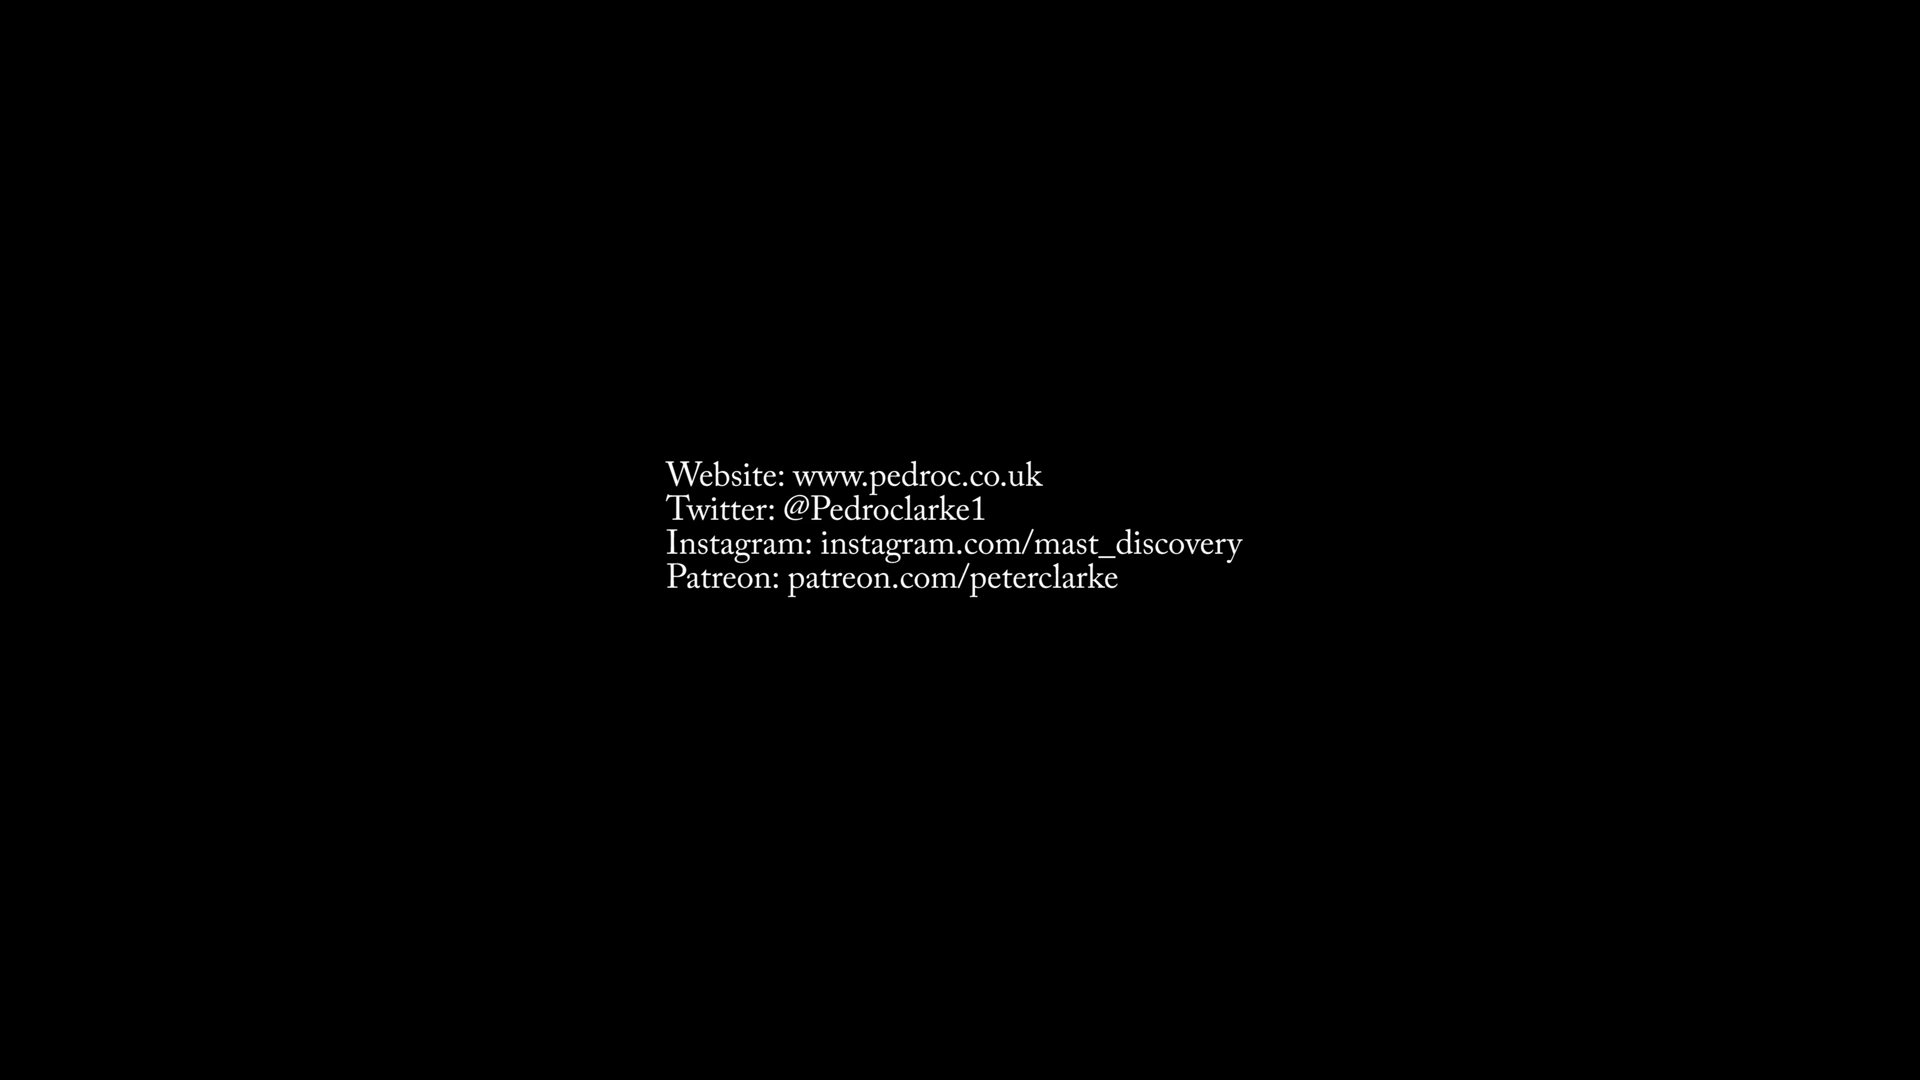 Website: www.pedroc.co.uk
Twitter: @Pedroclarke1
Instagram: instagram.com/mast_discovery
Patreon: patreon.com/peterclarke